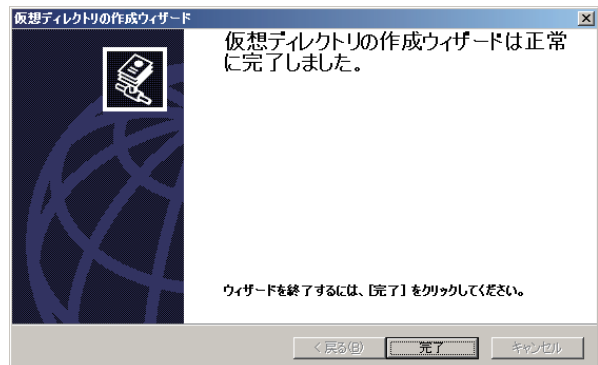 仮想ディレクトリの作成ウィザード
仮想ディレクトリの作成ウィザードは正常
に完了しました。
ウィザードを終了するには、[完了] をクリックしてください。
< 戻る(B) 完了 キャンセル